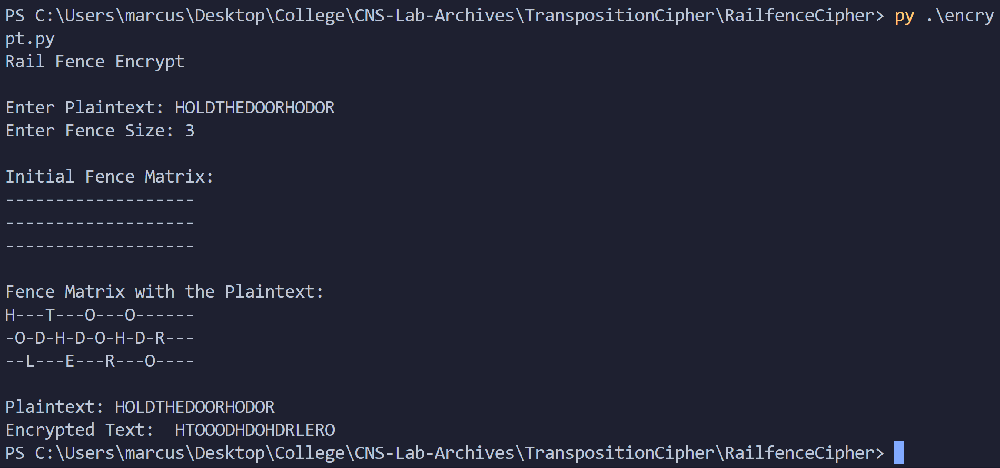 PS C:\Users\marcus\Desktop\College\CNS-Lab-Archives\TranspositionCipher\RailfenceCipher> py .\encry
pt.py
Rail Fence Encrypt
Enter Plaintext: HOLDTHEDOORHODOR
Enter Fence Size: 3
Initial Fence Matrix:
-------------------
-------------------
-------------------
Fence Matrix with the Plaintext:
H---T---O---O------
-O-D-H-D-O-H-D-R---
--L---E---R---O----
Plaintext: HOLDTHEDOORHODOR
Encrypted Text:  HTOOODHDOHDRLERO
PS C:\Users\marcus\Desktop\College\CNS-Lab-Archives\TranspositionCipher\RailfenceCipher>